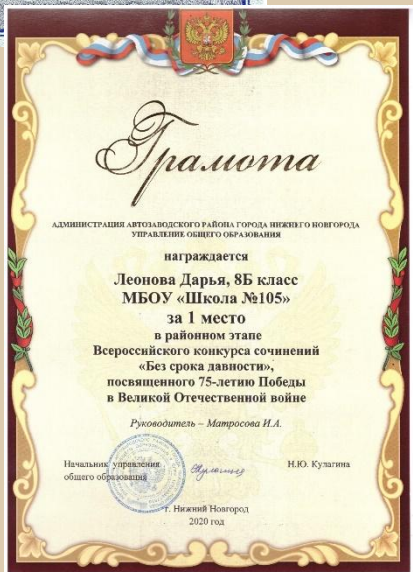 Грамота
АДМИНИСТРАЦИЯ АВТОЗАВОДСКОГО РАЙОНА ГОРОДА НИЖНЕГО НОВГОРОДА
УПРАВЛЕНИЕ ОБЩЕГО ОБРАЗОВАНИЯ
награждается
Леонова Дарья, 8Б класс
МБОУ «Школа №105»
за 1 место
в районном этапе
Всероссийского конкурса сочинений
«Без срока давности»,
посвященного 75-летию Победы
в Великой Отечественной войне
Руководитель – Матросова И.А.
Начальник управления
общего образования
Н.Ю. Кулагина
г. Нижний Новгород
2020 год